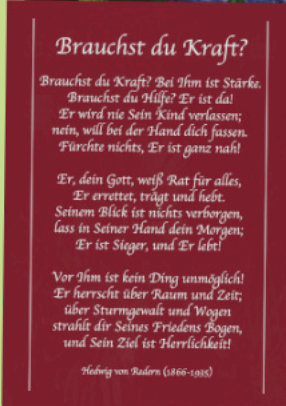 Brauchst du Kraft?
Brauchst du Kraft? Bei Ihm ist Stärke.
Brauchst du Hilfe? Er ist da!
Er wird nie Sein Kind verlassen;
nein, will bei der Hand dich fassen.
Fürchte nichts, Er ist ganz nah!
Er, dein Gott, weiß Rat für alles,
Er errettet, trägt und hebt.
Seinem Blick ist nichts verborgen,
lass in Seiner Hand dein Morgen;
Er ist Sieger, und Er lebt!
Vor Ihm ist kein Ding unmöglich!
Er herrscht über Raum und Zeit;
über Sturmgewalt und Wogen
strahlt dir Seines Friedens Bogen,
und Sein Ziel ist Herrlichkeit!
Hedwig von Redern (1866-1935)